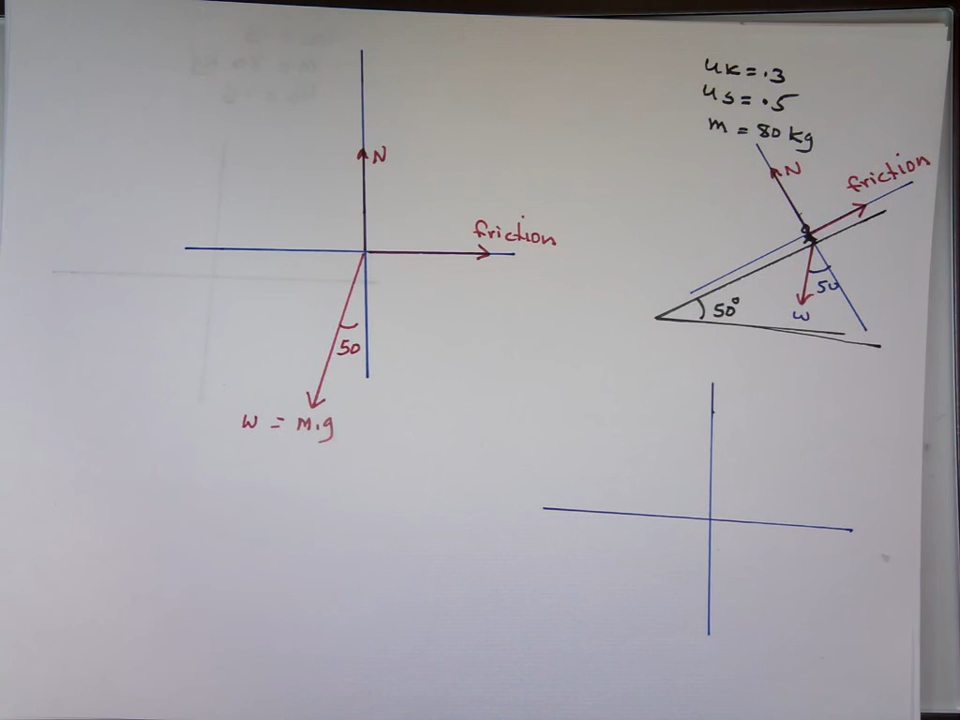 uK = .3
us = .5
m = 80 kg
N
friction
50
W = m.g
N
friction
50°
50
W